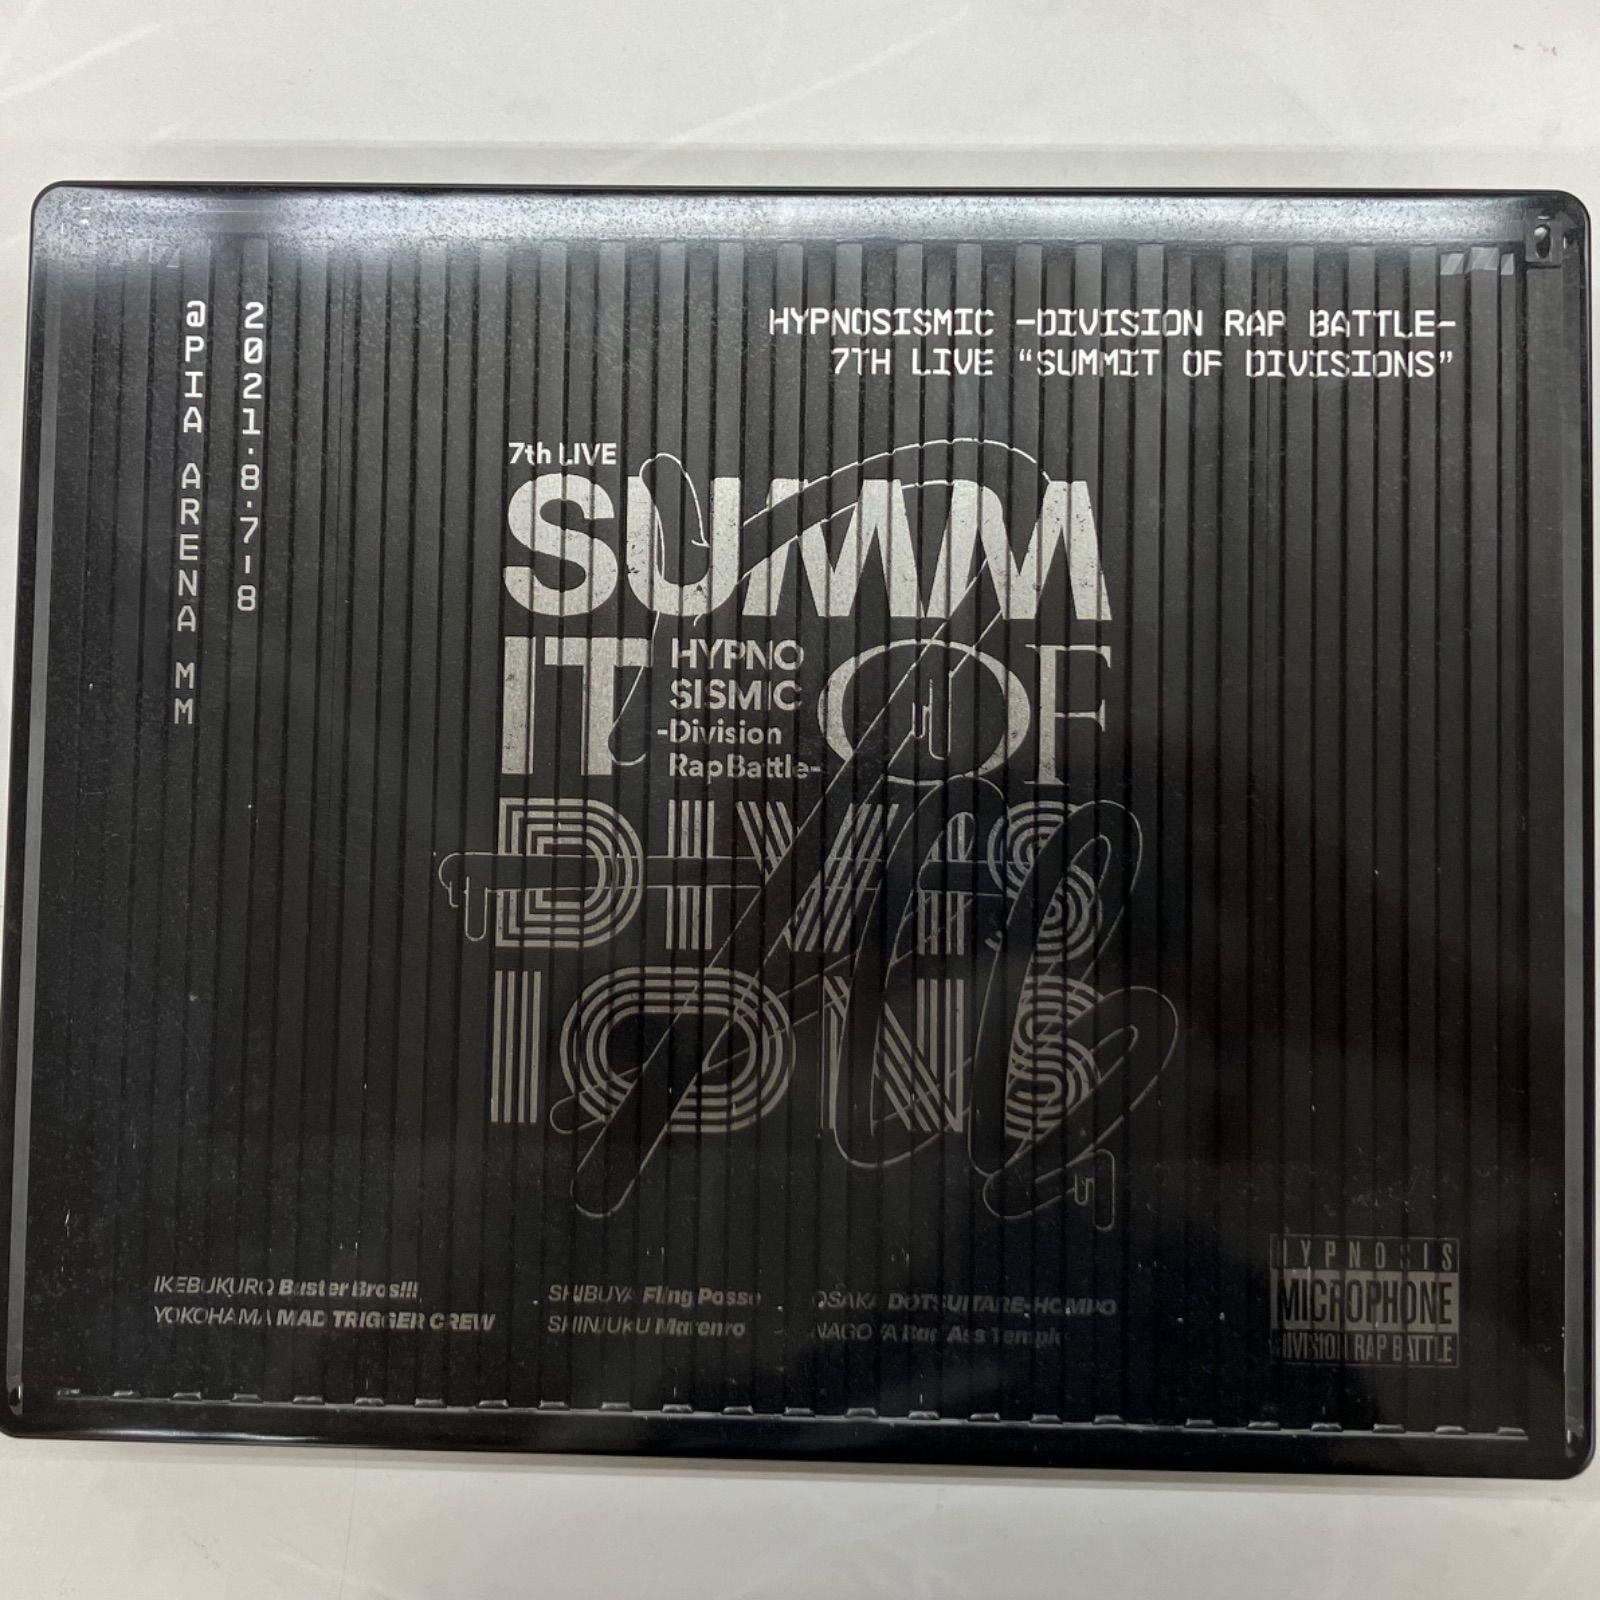 @PIA ARENA MM
2021.8.7-8
HYPNOSISMIC -DIVISION RAP BATTLE-
7TH LIVE “SUMMIT OF DIVISIONS”
7th LIVE
SUMM
IT OF
HYPNO
SISMIC
-Division
Rap Battle-
DIVIS
IONS
IKEBUKURO Buster Bros!!!
YOKOHAMA MAD TRIGGER CREW
SHIBUYA Fling Posse
SHINJUKU Matenro
OSAKA DOTSUITARE-HOMPO
NAGOYA Bad Ass Temple
HYPNOSIS
MICROPHONE
DIVISION RAP BATTLE